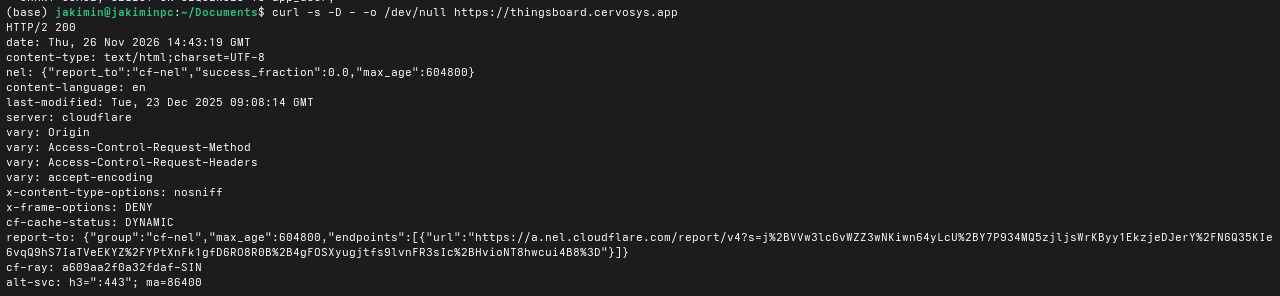 (base) jakimin@jakiminpc:~/Documents$ curl -s -D - -o /dev/null https://thingsboard.cervosys.app
HTTP/2 200
date: Thu, 26 Nov 2026 14:43:19 GMT
content-type: text/html;charset=UTF-8
nel: {"report_to":"cf-nel","success_fraction":0.0,"max_age":604800}
content-language: en
last-modified: Tue, 23 Dec 2025 09:08:14 GMT
server: cloudflare
vary: Origin
vary: Access-Control-Request-Method
vary: Access-Control-Request-Headers
vary: accept-encoding
x-content-type-options: nosniff
x-frame-options: DENY
cf-cache-status: DYNAMIC
report-to: {"group":"cf-nel","max_age":604800,"endpoints":[{"url":"https://a.nel.cloudflare.com/report/v4?s=j%2BVVw3lcGvWZZ3wNKiwn64yLcU%2BY7P934MQ5zjljsWrKByy1EkzjeDJerY%2FN6Q35KIe
6vqQ9hS7IaTVeEKYZ%2FYPtXnFk1gfD6RO8R0B%2B4gFOSXyugjtfs9lvnFR3sIc%2BHvioNT8hwcui4B8%3D"}]}
cf-ray: a609aa2f0a32fdaf-SIN
alt-svc: h3=":443"; ma=86400